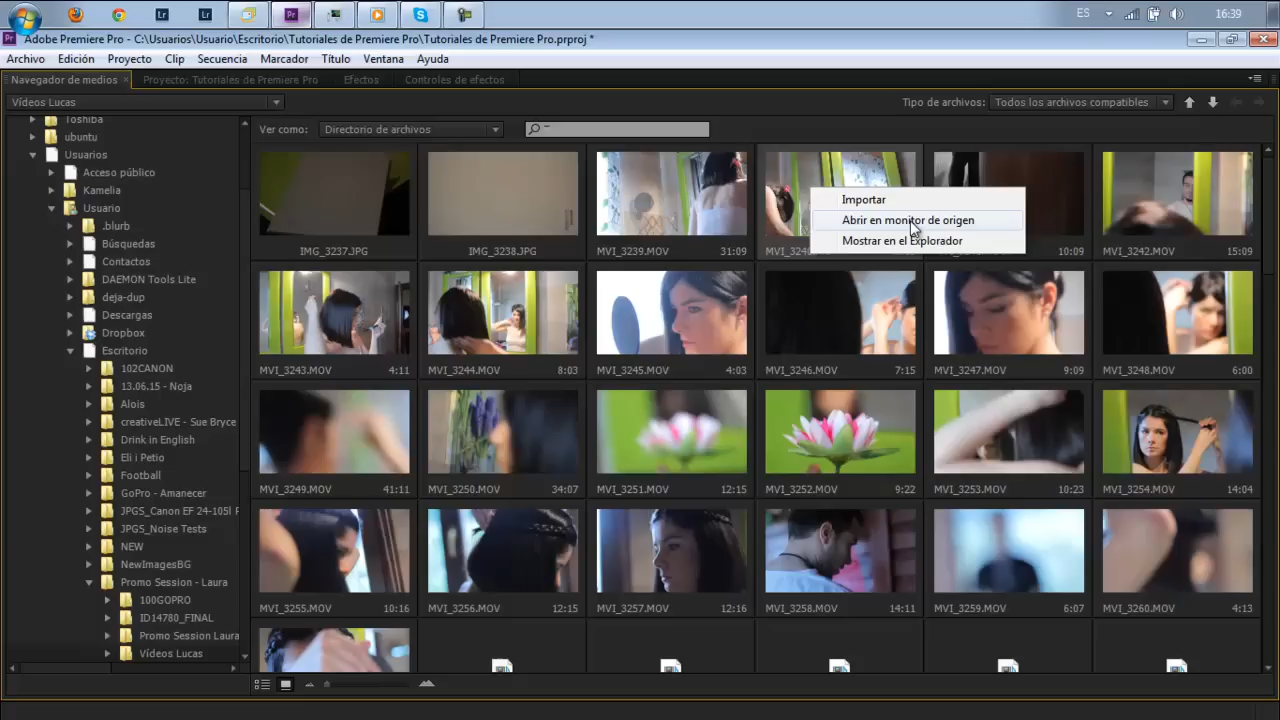 ES
16:39
Adobe Premiere Pro - C:\Usuarios\Usuario\Escritorio\Tutoriales de Premiere Pro\Tutoriales de Premiere Pro.prproj *
Archivo Edición Proyecto Clip Secuencia Marcador Título Ventana Ayuda
Navegador de medios Proyecto: Tutoriales de Premiere Pro Efectos Controles de efectos
Vídeos Lucas
Tipo de archivos: Todos los archivos compatibles
Ver como: Directorio de archivos
Toshiba
ubuntu
Usuarios
Acceso público
Kamelia
Usuario
.blurb
Búsquedas
Contactos
DAEMON Tools Lite
deja-dup
Descargas
Dropbox
Escritorio
102CANON
13.06.15 - Noja
Alois
creativeLIVE - Sue Bryce
Drink in English
Eli i Petio
Football
GoPro - Amanecer
JPGS_Canon EF 24-105l
JPGS_Noise Tests
NEW
NewImagesBG
Promo Session - Laura
100GOPRO
ID14780_FINAL
Promo Session Laura
Vídeos Lucas
Importar
Abrir en monitor de origen
Mostrar en el Explorador
IMG_3237.JPG IMG_3238.JPG MVI_3239.MOV 31:09 10:09 15:09
MVI_3243.MOV 4:11 MVI_3244.MOV 8:03 MVI_3245.MOV 4:03 MVI_3246.MOV 7:15 MVI_3247.MOV 9:09 MVI_3248.MOV 6:00
MVI_3249.MOV 41:11 MVI_3250.MOV 34:07 MVI_3251.MOV 12:15 MVI_3252.MOV 9:22 MVI_3253.MOV 10:23 MVI_3254.MOV 14:04
MVI_3255.MOV 10:16 MVI_3256.MOV 12:15 MVI_3257.MOV 12:16 MVI_3258.MOV 14:11 MVI_3259.MOV 6:07 MVI_3260.MOV 4:13